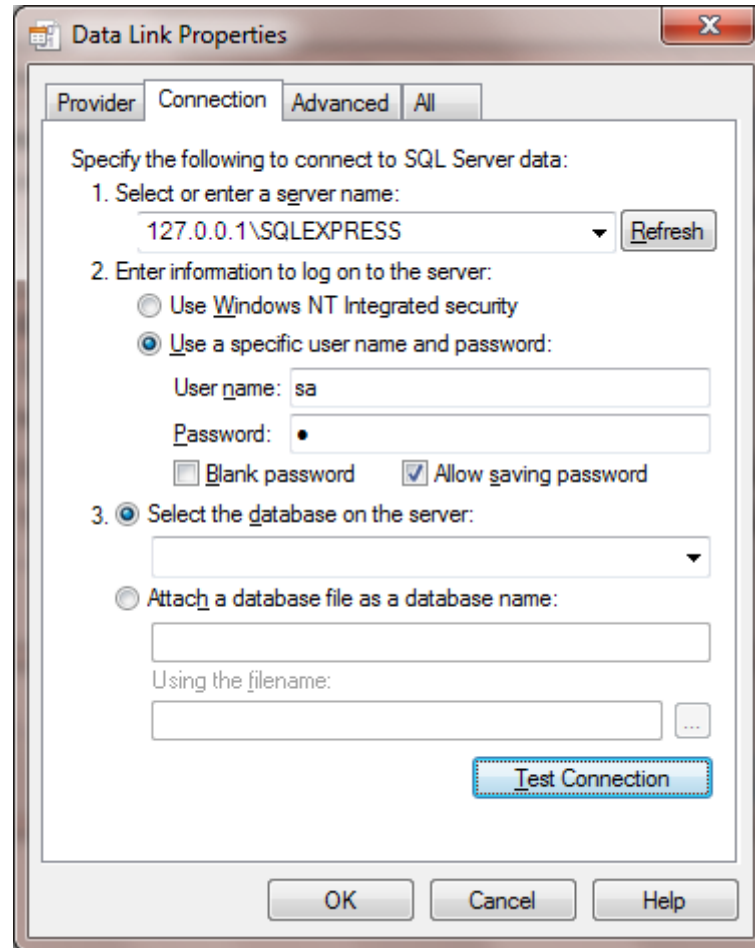 Data Link Properties
Provider Connection Advanced All
Specify the following to connect to SQL Server data:
1. Select or enter a server name:
127.0.0.1\SQLEXPRESS Refresh
2. Enter information to log on to the server:
Use Windows NT Integrated security
Use a specific user name and password:
User name: sa
Password: •
Blank password Allow saving password
3. Select the database on the server:
Attach a database file as a database name:
Using the filename:
...
Test Connection
OK Cancel Help